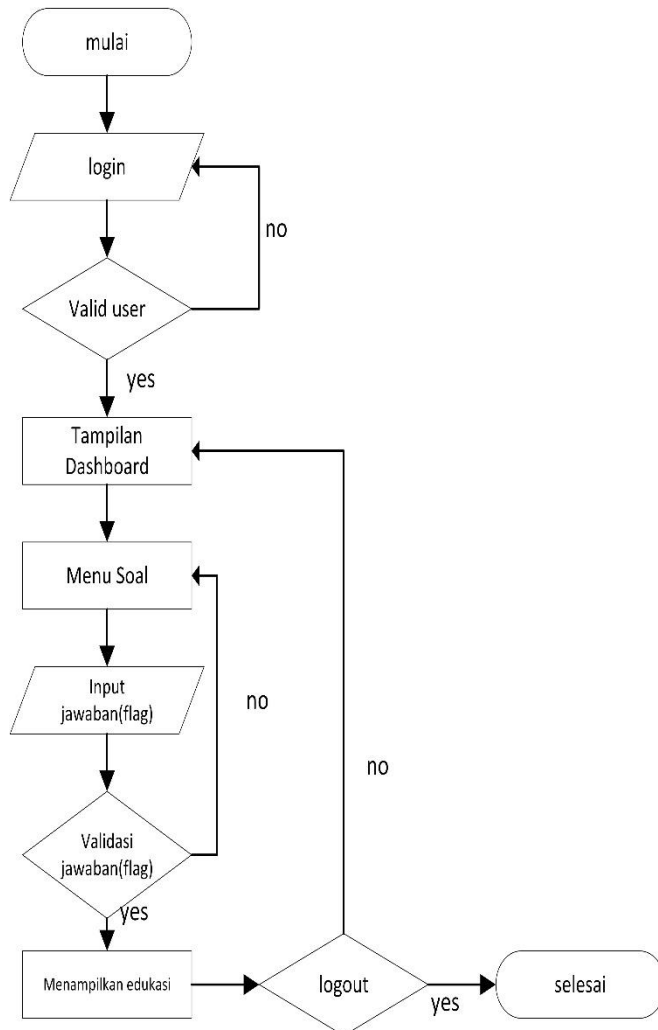 mulai
login
no
Valid user
yes
Tampilan
Dashboard
Menu Soal
Input
jawaban(flag)
no
no
Validasi
jawaban(flag)
yes
Menampilkan edukasi
logout
yes
selesai